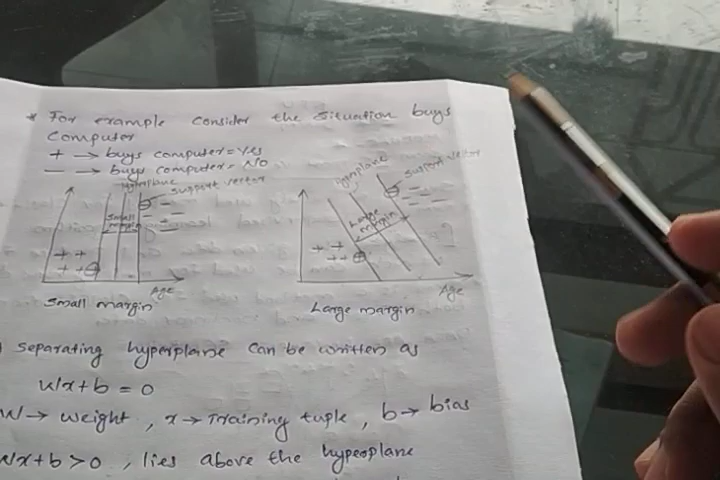 * For example consider the situation buys
computer
+ → buys computer = Yes
- → buys computer = No
Hyperplane
support vector
Small
margin
Age
Small margin
Hyperplane
support vector
Large
margin
Age
Large margin
separating hyperplane can be written as
W x + b = 0
W → weight, x → Training tuple, b → bias
Wx + b > 0, lies above the hyperplane